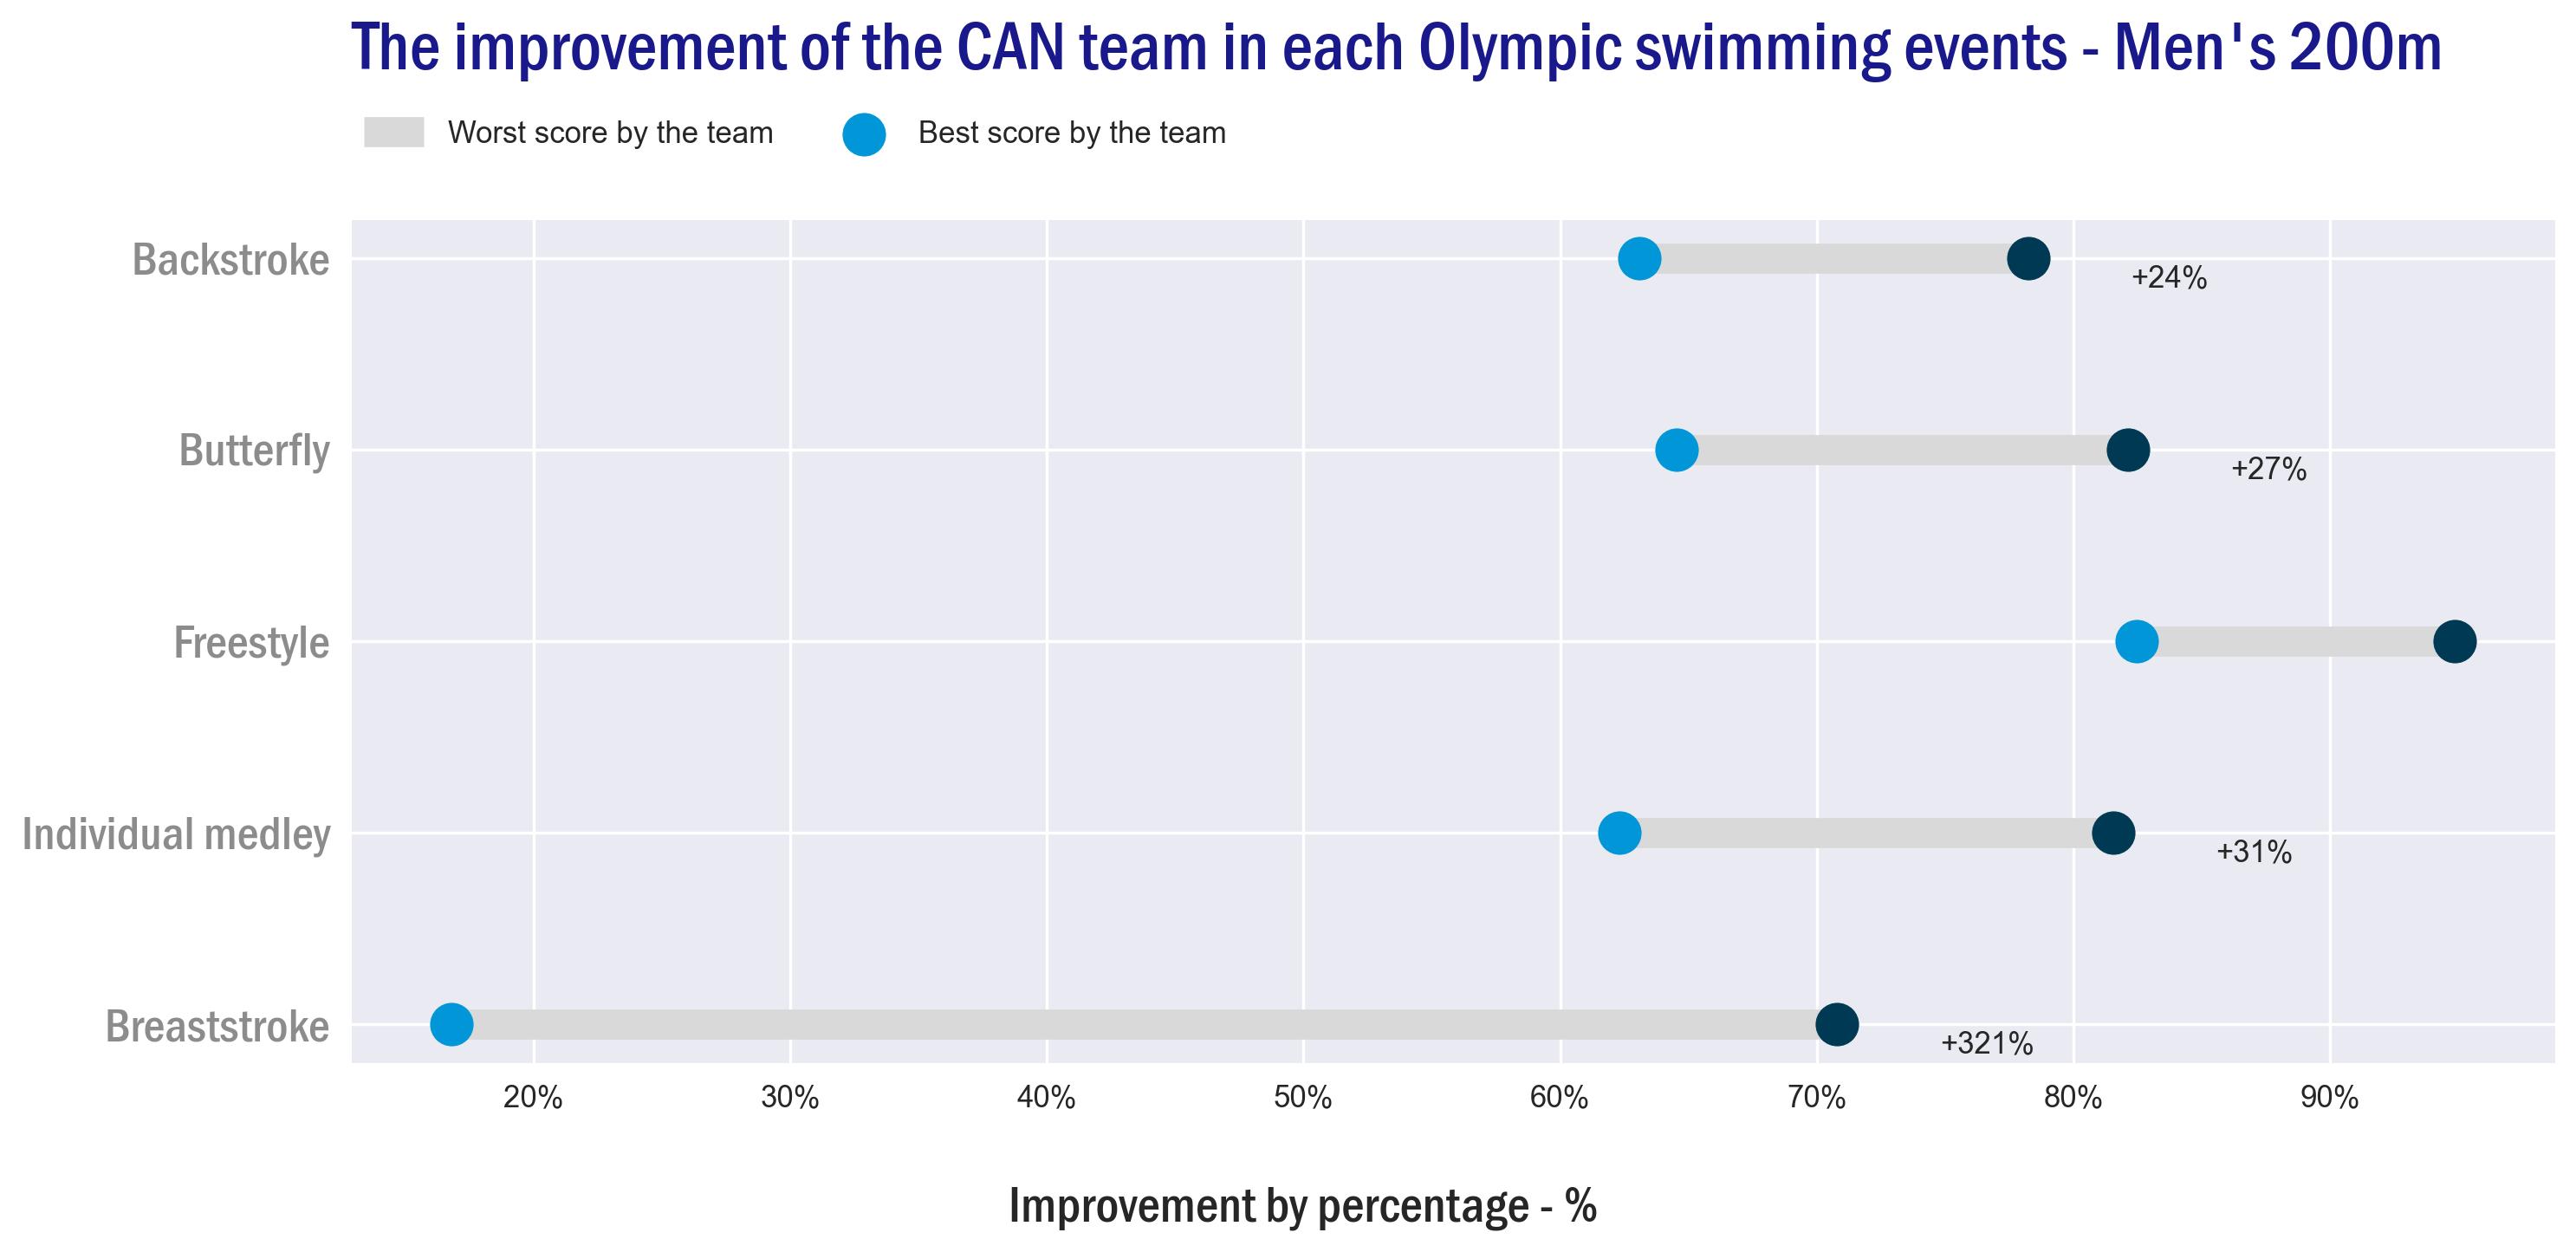 The improvement of the CAN team in each Olympic swimming events - Men's 200m
Worst score by the team
Best score by the team
Backstroke
+24%
Butterfly
+27%
Freestyle
Individual medley
+31%
Breaststroke
+321%
20%
30%
40%
50%
60%
70%
80%
90%
Improvement by percentage - %